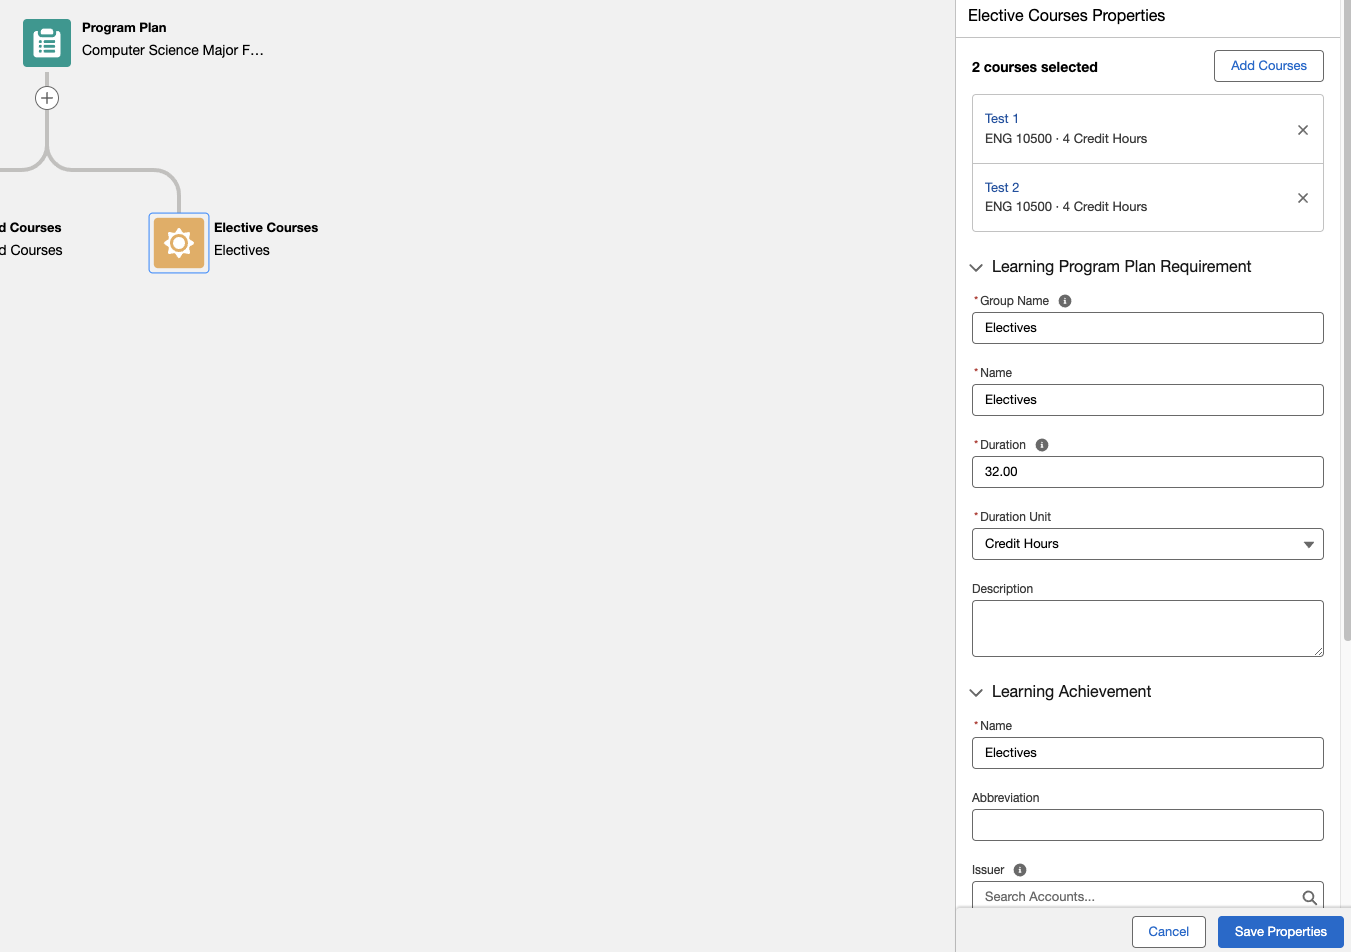 Program Plan
Computer Science Major F...
d Courses
d Courses
Elective Courses
Electives
Elective Courses Properties
2 courses selected
Add Courses
Test 1
ENG 10500 · 4 Credit Hours
Test 2
ENG 10500 · 4 Credit Hours
Learning Program Plan Requirement
*Group Name
Electives
*Name
Electives
*Duration
32.00
*Duration Unit
Credit Hours
Description
Learning Achievement
*Name
Electives
Abbreviation
Issuer
Search Accounts...
Cancel
Save Properties